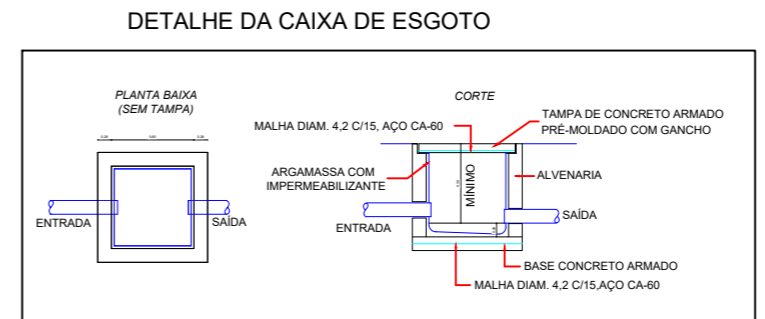 DETALHE DA CAIXA DE ESGOTO
PLANTA BAIXA
(SEM TAMPA)
ENTRADA
SAÍDA
CORTE
MALHA DIAM. 4,2 C/15, AÇO CA-60
TAMPA DE CONCRETO ARMADO
PRÉ-MOLDADO COM GANCHO
ARGAMASSA COM
IMPERMEABILIZANTE
MÍNIMO
ALVENARIA
ENTRADA
SAÍDA
BASE CONCRETO ARMADO
MALHA DIAM. 4,2 C/15,AÇO CA-60